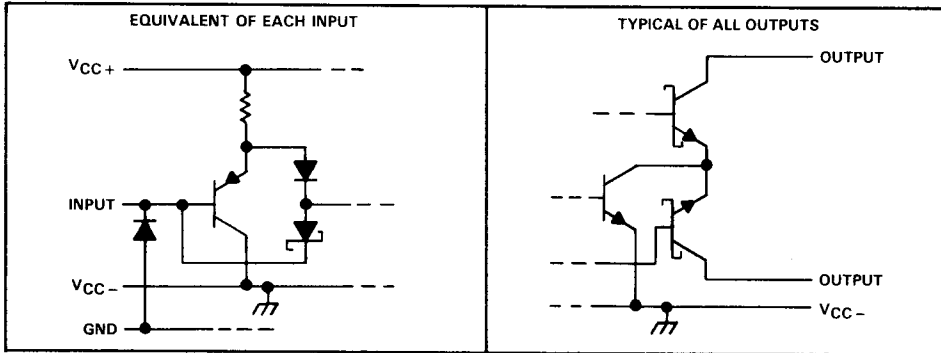 EQUIVALENT OF EACH INPUT
VCC+
INPUT
VCC−
GND
TYPICAL OF ALL OUTPUTS
OUTPUT
OUTPUT
VCC−